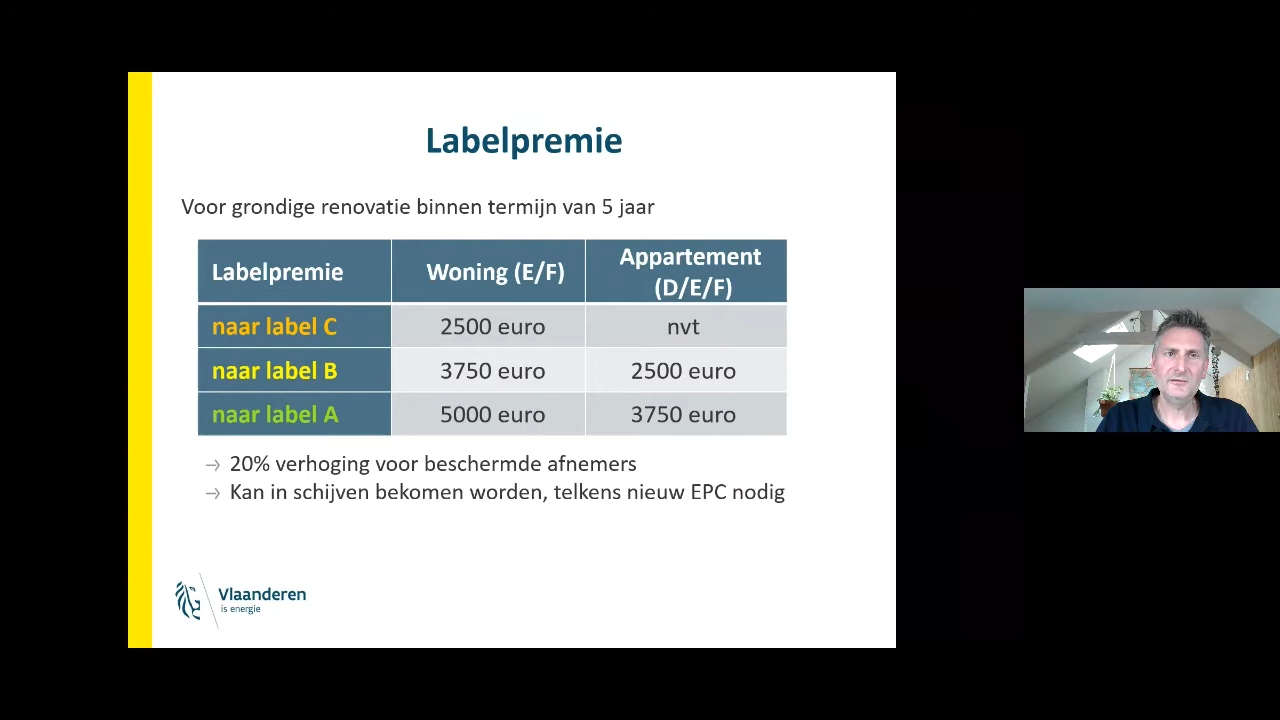 Labelpremie
Voor grondige renovatie binnen termijn van 5 jaar
Labelpremie Woning (E/F) Appartement (D/E/F)
naar label C 2500 euro nvt
naar label B 3750 euro 2500 euro
naar label A 5000 euro 3750 euro
→ 20% verhoging voor beschermde afnemers
→ Kan in schijven bekomen worden, telkens nieuw EPC nodig
Vlaanderen
is energie